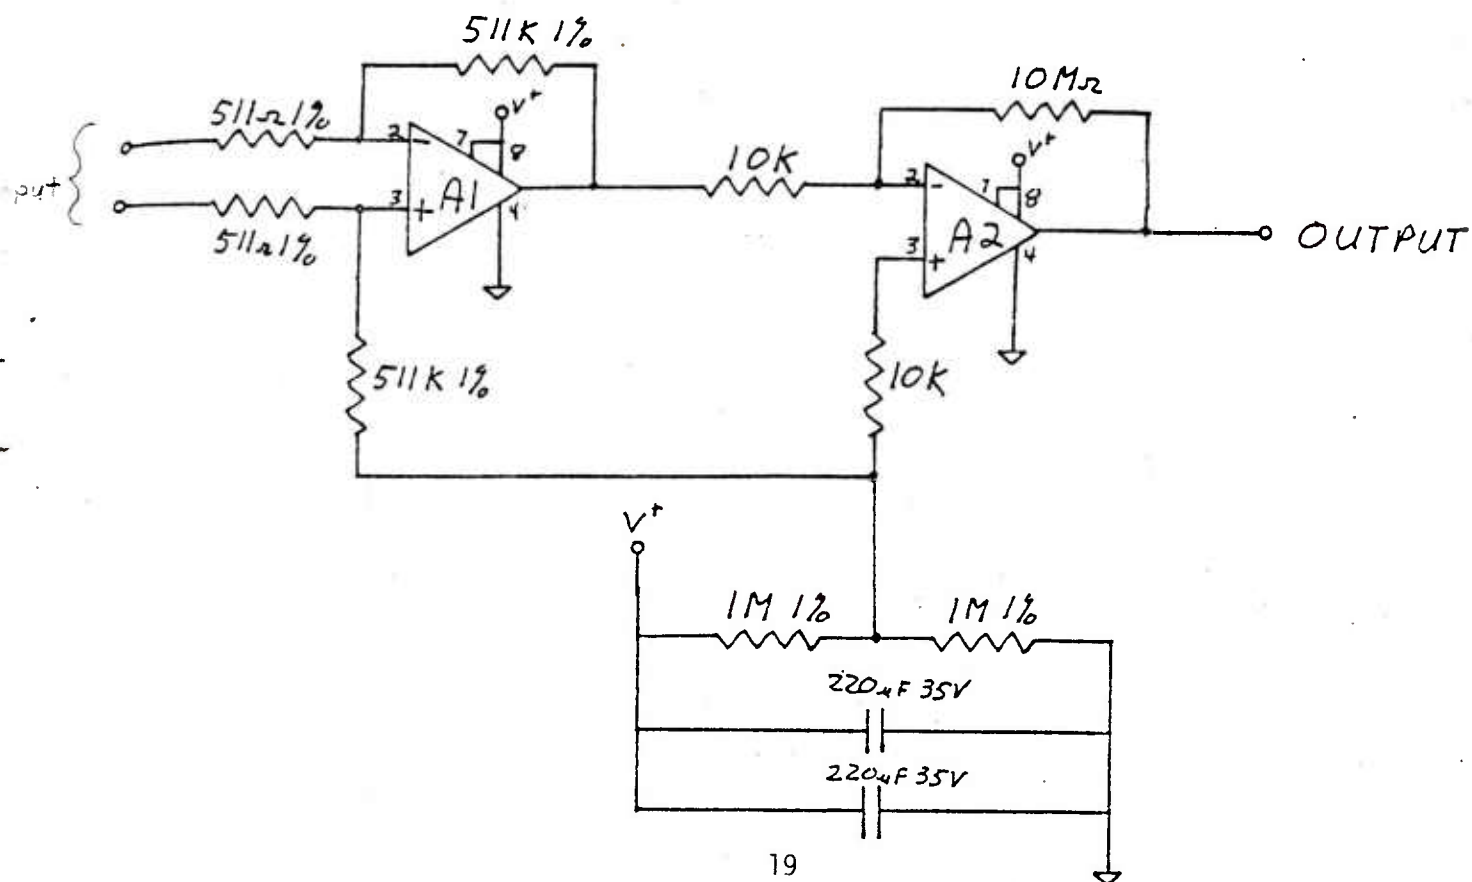 511K 1%
10MΩ
511Ω 1%
V+
7
8
2
-
A1
3
+
4
511Ω 1%
10K
V+
7
8
2
-
A2
3
+
4
OUTPUT
511K 1%
10K
V+
1M 1%
1M 1%
220µF 35V
220µF 35V
19